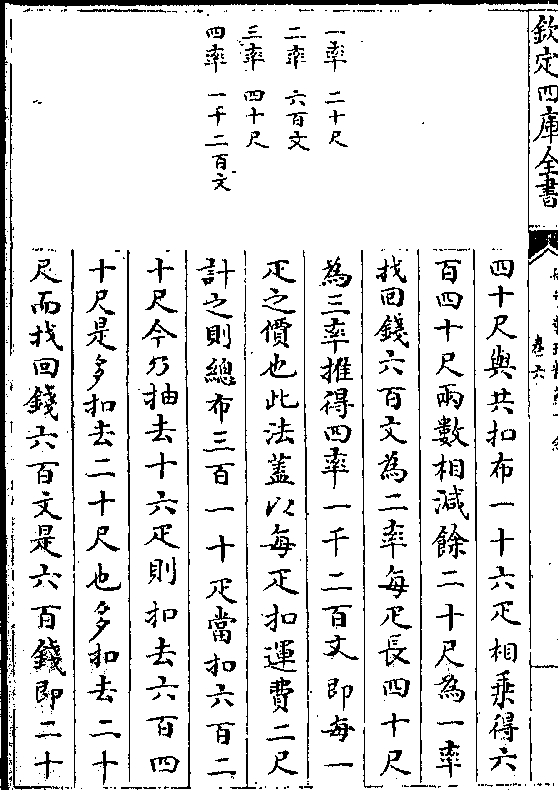 欽定四庫全書
卷六
一率 二十尺
二率 六百文
三率 四十尺
四率 一千二百文
四十尺與共扣布一十六疋相乘得六
百四十尺兩數相減餘二十尺為一率
找回錢六百文為二率每疋長四十尺
為三率推得四率一千二百文即每一
疋之價也此法蓋以每疋扣運費二尺
計之則總布三百一十疋當扣六百二
十尺今乃抽去十六疋則扣去六百四
十尺是多扣去二十尺也多扣去二十
尺而找回錢六百文是六百錢即二十